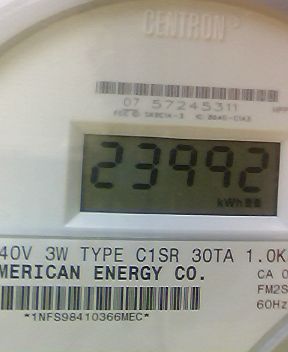 CENTRON®
07 57245311
23992
kWh
40V 3W TYPE C1SR 30TA 1.0K
MERICAN ENERGY CO.
CA 0
FM2S
60Hz
*1NFS98410366MEC*